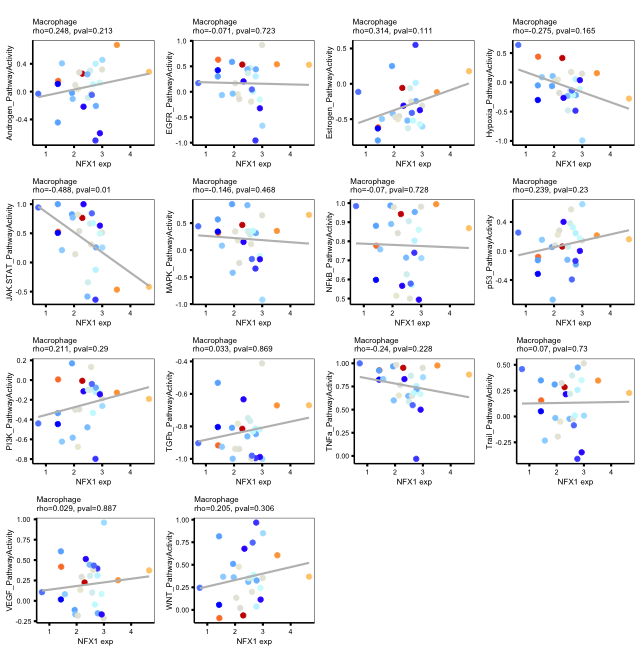 Macrophage
rho=0.248, pval=0.213
Androgen_PathwayActivity
0.4
0.0
-0.4
1
2
3
4
NFX1 exp
Macrophage
rho=-0.071, pval=0.723
EGFR_PathwayActivity
1.0
0.5
0.0
-0.5
-1.0
1
2
3
4
NFX1 exp
Macrophage
rho=0.314, pval=0.111
Estrogen_PathwayActivity
0.5
0.0
-0.5
1
2
3
4
NFX1 exp
Macrophage
rho=-0.275, pval=0.165
Hypoxia_PathwayActivity
0.5
0.0
-0.5
-1.0
1
2
3
4
NFX1 exp
Macrophage
rho=-0.488, pval=0.01
JAK-STAT_PathwayActivity
1.0
0.5
0.0
-0.5
1
2
3
4
NFX1 exp
Macrophage
rho=-0.146, pval=0.468
MAPK_PathwayActivity
0.5
0.0
-0.5
-1.0
1
2
3
4
NFX1 exp
Macrophage
rho=-0.07, pval=0.728
NFkB_PathwayActivity
1.0
0.9
0.8
0.7
0.6
0.5
1
2
3
4
NFX1 exp
Macrophage
rho=0.239, pval=0.23
p53_PathwayActivity
0.4
0.0
-0.4
1
2
3
4
NFX1 exp
Macrophage
rho=0.211, pval=0.29
PI3K_PathwayActivity
0.2
0.0
-0.2
-0.4
-0.6
-0.8
1
2
3
4
NFX1 exp
Macrophage
rho=0.033, pval=0.869
TGFb_PathwayActivity
-0.4
-0.6
-0.8
-1.0
1
2
3
4
NFX1 exp
Macrophage
rho=-0.24, pval=0.228
TNFa_PathwayActivity
1.00
0.75
0.50
0.25
0.00
1
2
3
4
NFX1 exp
Macrophage
rho=0.07, pval=0.73
Trail_PathwayActivity
0.50
0.25
0.00
-0.25
1
2
3
4
NFX1 exp
Macrophage
rho=0.029, pval=0.887
VEGF_PathwayActivity
1.00
0.75
0.50
0.25
0.00
-0.25
1
2
3
4
NFX1 exp
Macrophage
rho=0.205, pval=0.306
WNT_PathwayActivity
1.00
0.75
0.50
0.25
0.00
1
2
3
4
NFX1 exp